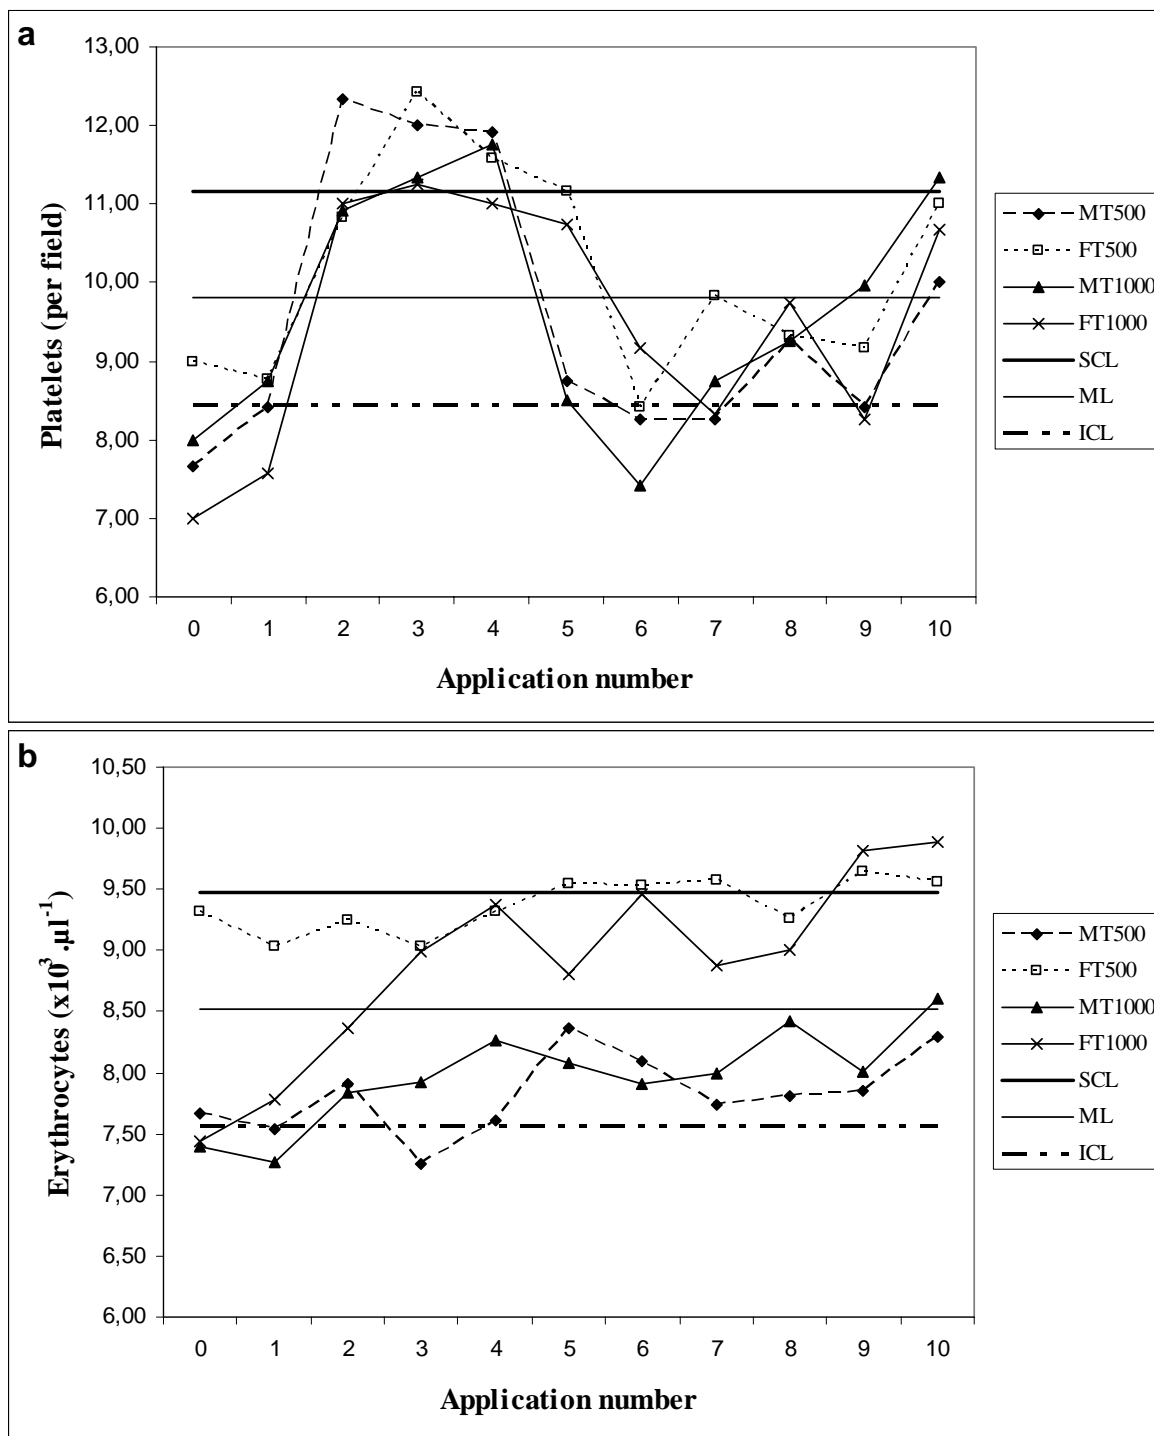 a
13,00
12,00
11,00
10,00
9,00
8,00
7,00
6,00
Platelets (per field)
0 1 2 3 4 5 6 7 8 9 10
Application number
MT500
FT500
MT1000
FT1000
SCL
ML
ICL
b
10,50
10,00
9,50
9,00
8,50
8,00
7,50
7,00
6,50
6,00
Erythrocytes (x10³.µl⁻¹)
0 1 2 3 4 5 6 7 8 9 10
Application number
MT500
FT500
MT1000
FT1000
SCL
ML
ICL